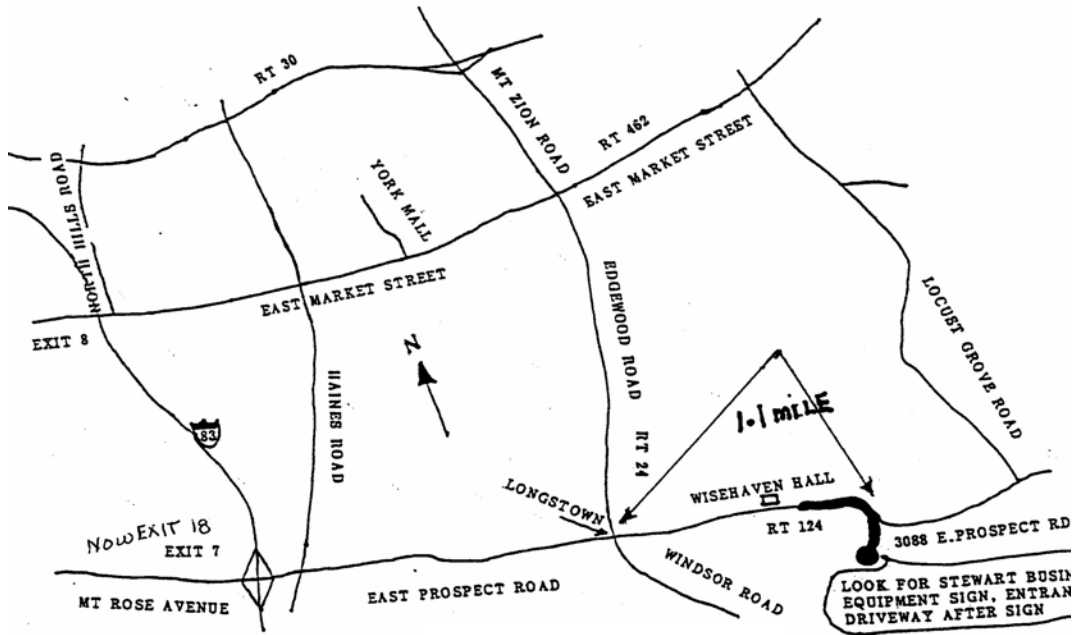 RT 30
MT ZION ROAD
RT 462
EAST MARKET STREET
NORTH HILLS ROAD
YORK MALL
EAST MARKET STREET
EXIT 8
N
HAINES ROAD
EDGEWOOD ROAD
RT 24
LOCUST GROVE ROAD
83
1.1 MILE
LONGSTOWN
WISEHAVEN HALL
RT 124
NOW EXIT 18
EXIT 7
3088 E.PROSPECT RD
MT ROSE AVENUE
EAST PROSPECT ROAD
WINDSOR ROAD
LOOK FOR STEWART BUSIN
EQUIPMENT SIGN, ENTRAN
DRIVEWAY AFTER SIGN